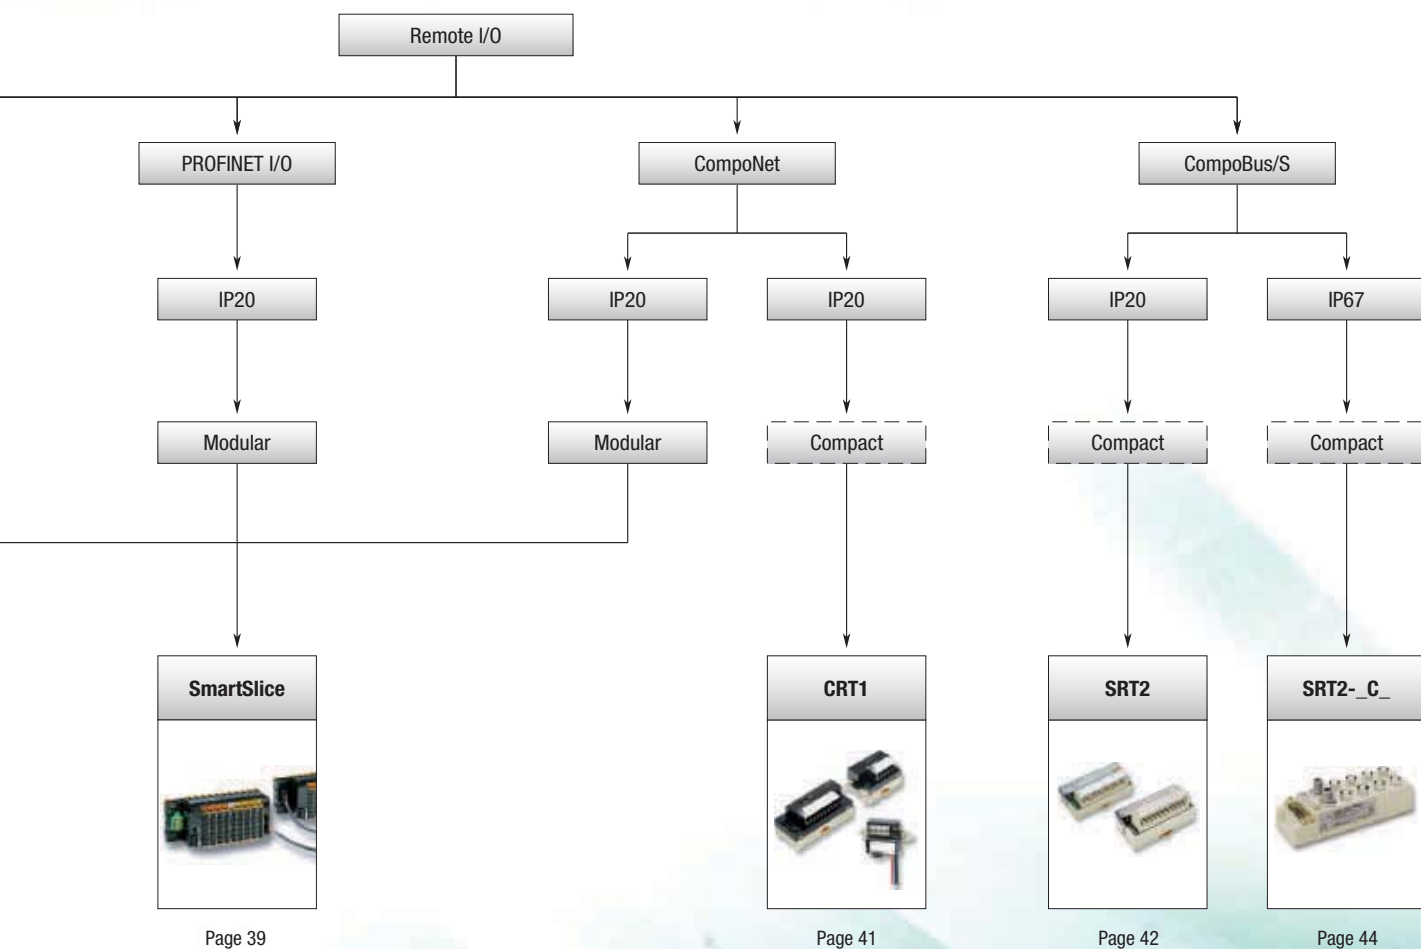 Remote I/O
PROFINET I/O
CompoNet
CompoBus/S
IP20
IP20
IP20
IP20
IP67
Modular
Modular
Compact
Compact
Compact
SmartSlice
CRT1
SRT2
SRT2-_C_
Page 39
Page 41
Page 42
Page 44